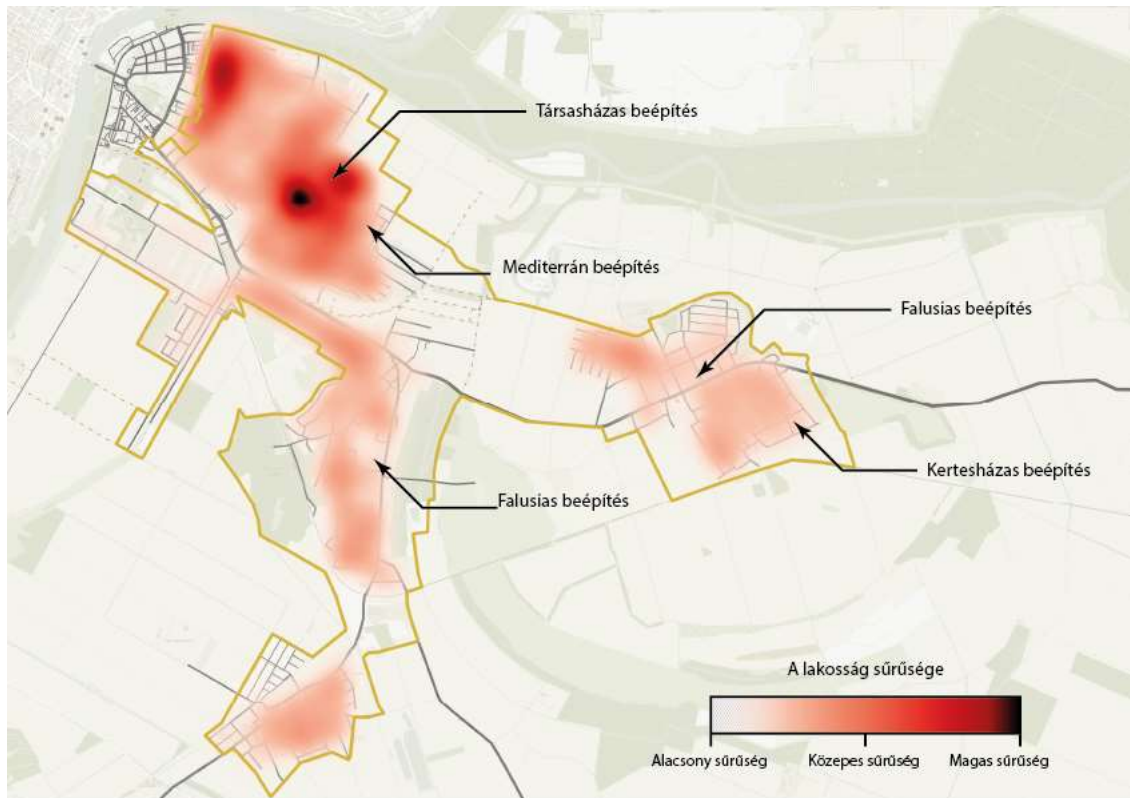 Társasházas beépítés
Mediterrán beépítés
Falusias beépítés
Kertesházas beépítés
Falusias beépítés
A lakosság sűrűsége
Alacsony sűrűség
Közepes sűrűség
Magas sűrűség